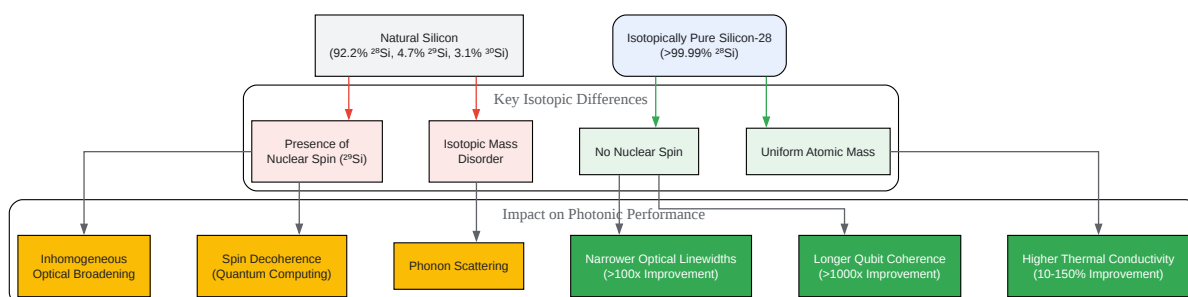 Natural Silicon
(92.2% ²⁸Si, 4.7% ²⁹Si, 3.1% ³⁰Si)
Isotopically Pure Silicon-28
(>99.99% ²⁸Si)
Key Isotopic Differences
Presence of
Nuclear Spin (²⁹Si)
Isotopic Mass
Disorder
No Nuclear Spin
Uniform Atomic Mass
Impact on Photonic Performance
Inhomogeneous
Optical Broadening
Spin Decoherence
(Quantum Computing)
Phonon Scattering
Narrower Optical Linewidths
(>100x Improvement)
Longer Qubit Coherence
(>1000x Improvement)
Higher Thermal Conductivity
(10-150% Improvement)